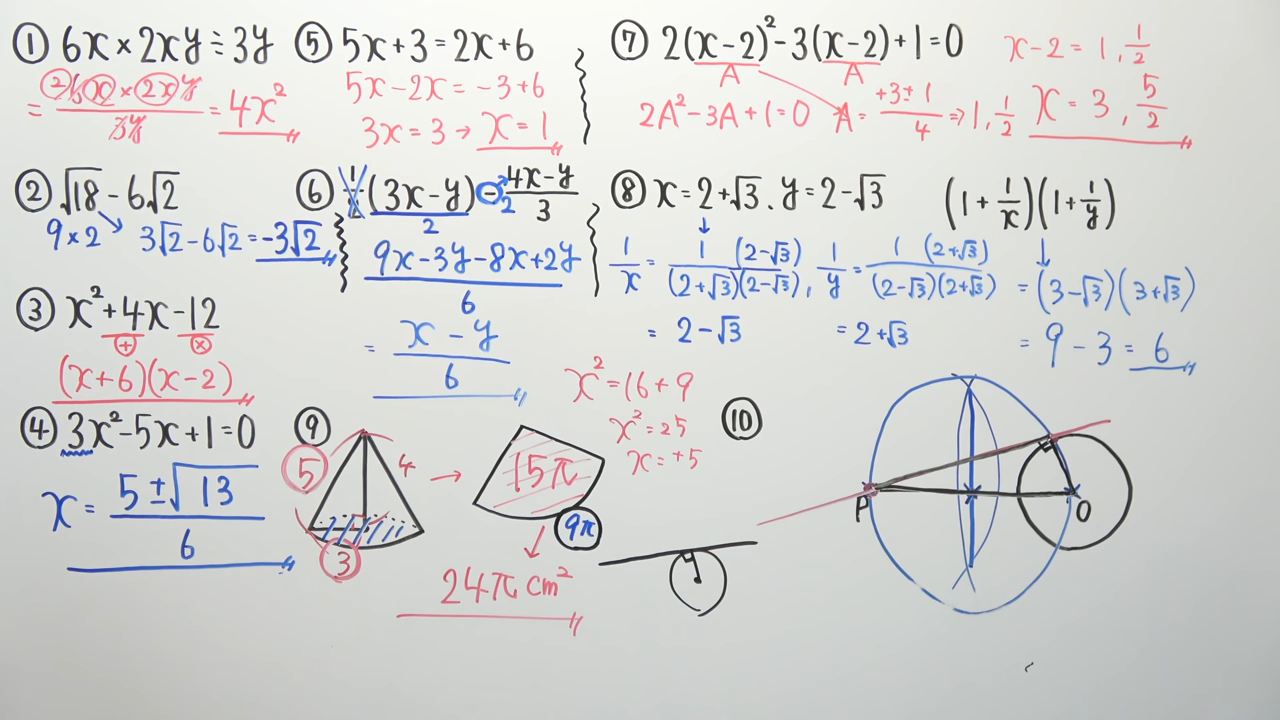 ① 6x × 2xy ÷ 3y
= 6x × 2xy / 3y = 4x²
② √18 - 6√2
9×2 3√2 - 6√2 = -3√2
③ x² + 4x - 12
+ ×
(x+6)(x-2)
④ 3x² - 5x + 1 = 0
x = 5 ± √13 / 6
⑤ 5x + 3 = 2x + 6
5x - 2x = -3 + 6
3x = 3 → x = 1
⑥ (3x - y) - 4x - y / 3
2 2
9x - 3y - 8x + 2y / 6
= x - y / 6
⑦ 2(x-2)² - 3(x-2) + 1 = 0
A A
2A² - 3A + 1 = 0 A = +3 ± 1 / 4 ⇒ 1, 1/2
x - 2 = 1, 1/2
x = 3, 5/2
⑧ x = 2 + √3. y = 2 - √3 (1 + 1/x)(1 + 1/y)
1/x = 1 (2-√3) / (2+√3)(2-√3), 1/y = 1 (2+√3) / (2-√3)(2+√3)
= 2 - √3 = 2 + √3
= (3-√3)(3+√3)
= 9 - 3 = 6
⑨
5 4 → 15π
3 9π
24π cm²
x² = 16 + 9
x² = 25
x = +5
⑩
P O